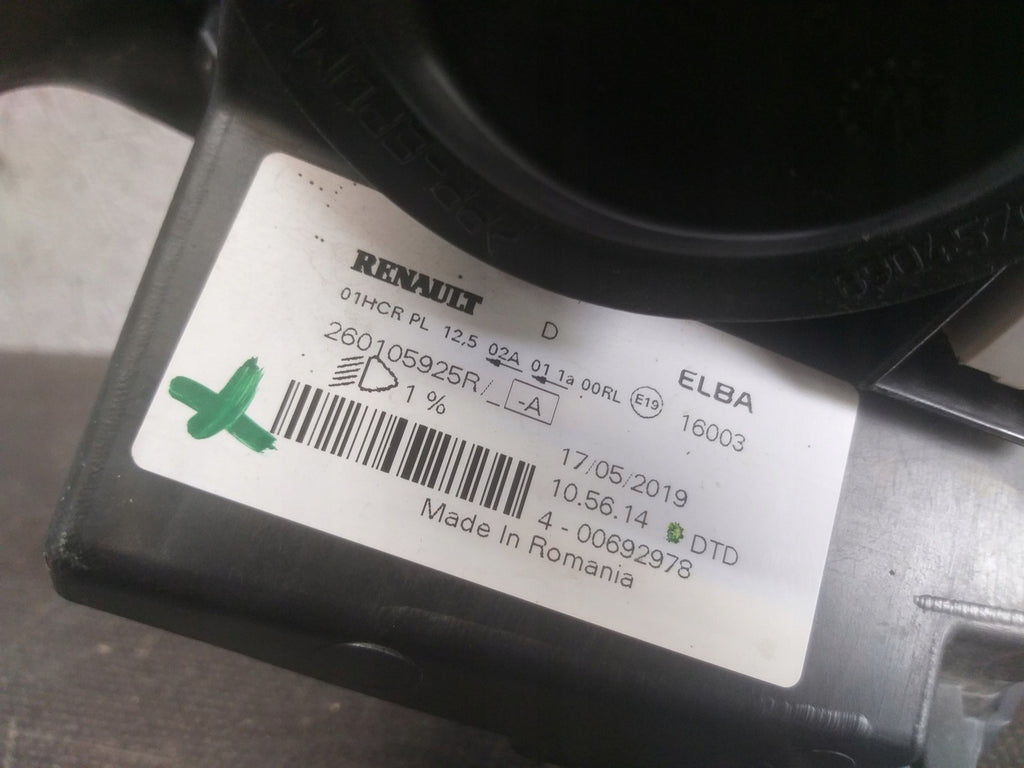 RENAULT
D
01HCR PL 12.5 02A 01 1a 00RL E19
ELBA
16003
260105925R/_ -A
1 %
17/05/2019
10.56.14 DTD
4 - 00692978
Made In Romania